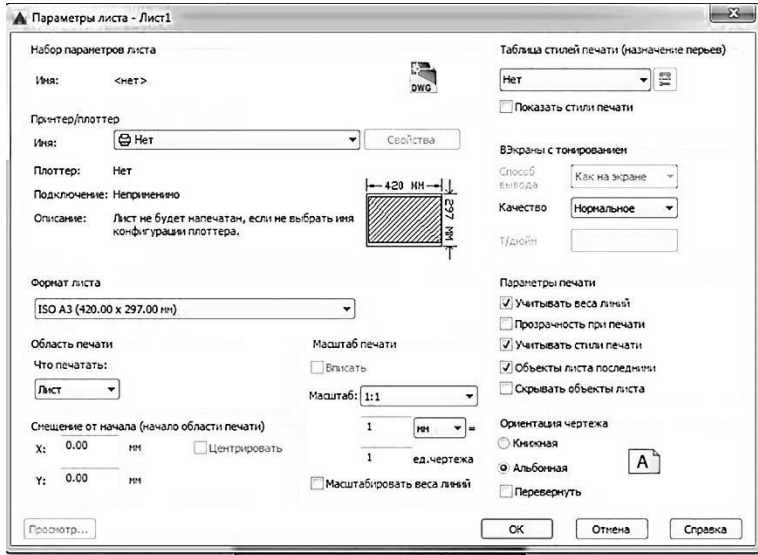 Параметры листа - Лист1
Набор параметров листа
Имя: <нет>
DWG
Принтер/плоттер
Имя: Нет
Свойства
Плоттер: Нет
Подключение: Неприменимо
Описание: Лист не будет напечатан, если не выбрать имя
конфигурации плоттера.
420 MM
297 MM
Формат листа
ISO A3 (420.00 x 297.00 мм)
Область печати
Что печатать:
Лист
Смещение от начала (начало области печати)
X: 0.00 мм
Центрировать
Y: 0.00 мм
Масштаб печати
Вписать
Масштаб: 1:1
1 мм =
1 ед.чертежа
Масштабировать веса линий
Таблица стилей печати (назначение перьев)
Нет
Показать стили печати
ВЭкраны с тонированием
Способ
вывода
Как на экране
Качество Нормальное
Т/дюйм
Параметры печати
Учитывать веса линий
Прозрачность при печати
Учитывать стили печати
Объекты листа последними
Скрывать объекты листа
Ориентация чертежа
Книжная
Альбомная
A
Перевернуть
Просмотр...
ОК
Отмена
Справка